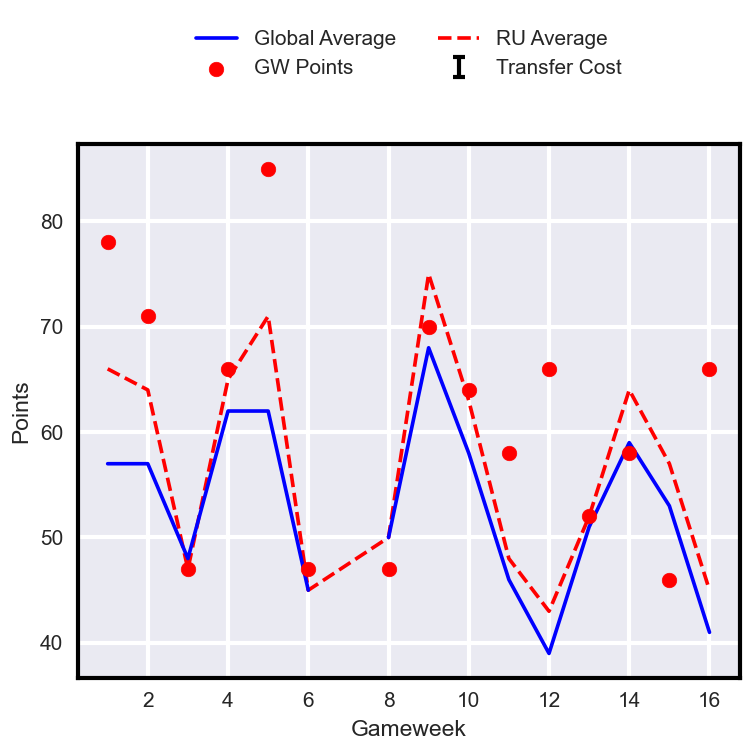 Global Average
RU Average
GW Points
Transfer Cost
80
70
60
50
40
Points
2 4 6 8 10 12 14 16
Gameweek